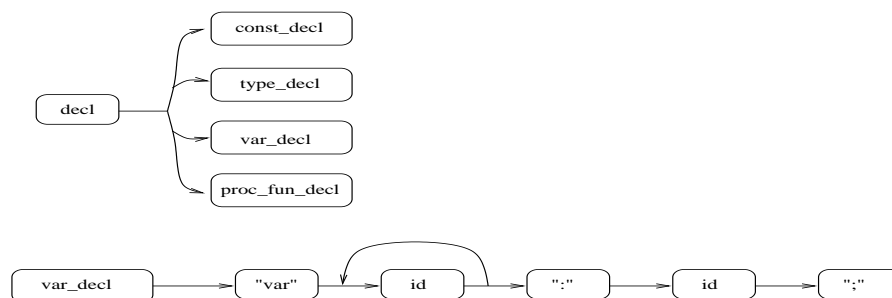 const_decl
type_decl
decl
var_decl
proc_fun_decl
var_decl "var" id ":" id ";"